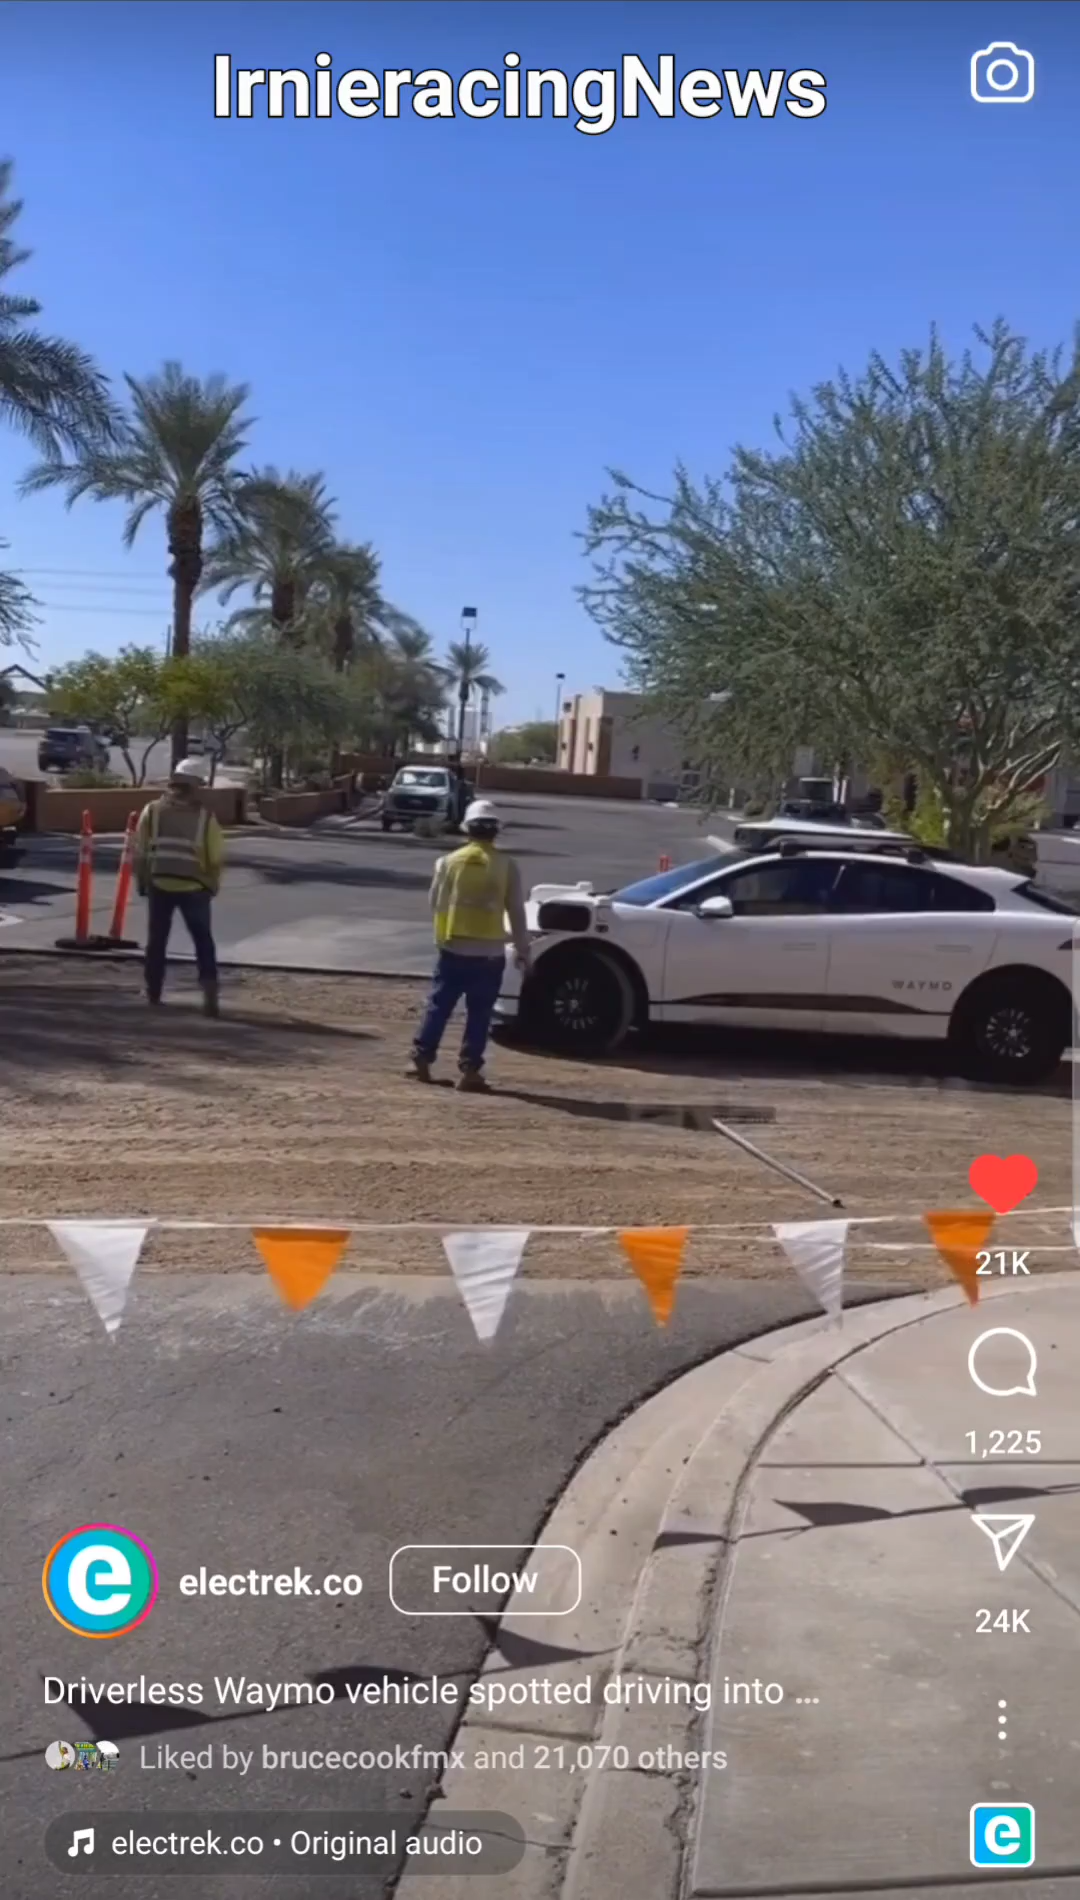 IrnieracingNews
WAYMO
21K
1,225
24K
e electrek.co Follow
Driverless Waymo vehicle spotted driving into ...
Liked by brucecookfmx and 21,070 others
electrek.co • Original audio
e